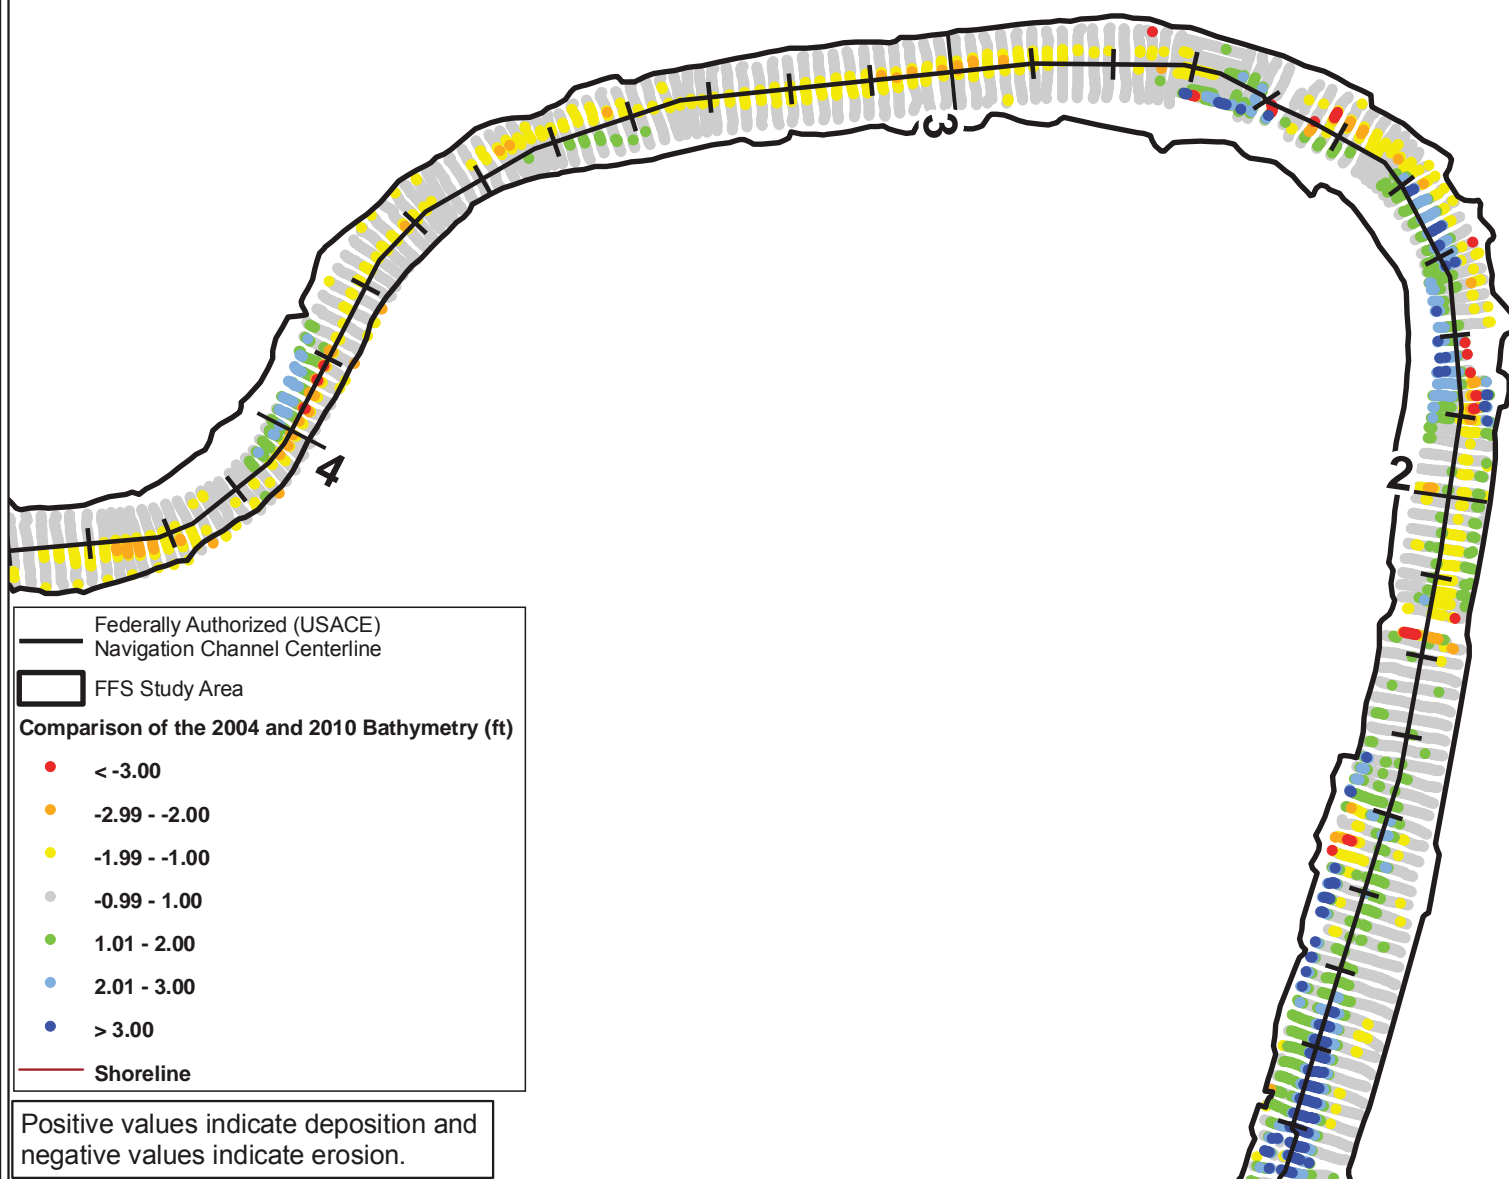 3
4
2
Federally Authorized (USACE)
Navigation Channel Centerline
FFS Study Area
Comparison of the 2004 and 2010 Bathymetry (ft)
< -3.00
-2.99 - -2.00
-1.99 - -1.00
-0.99 - 1.00
1.01 - 2.00
2.01 - 3.00
> 3.00
Shoreline
Positive values indicate deposition and
negative values indicate erosion.